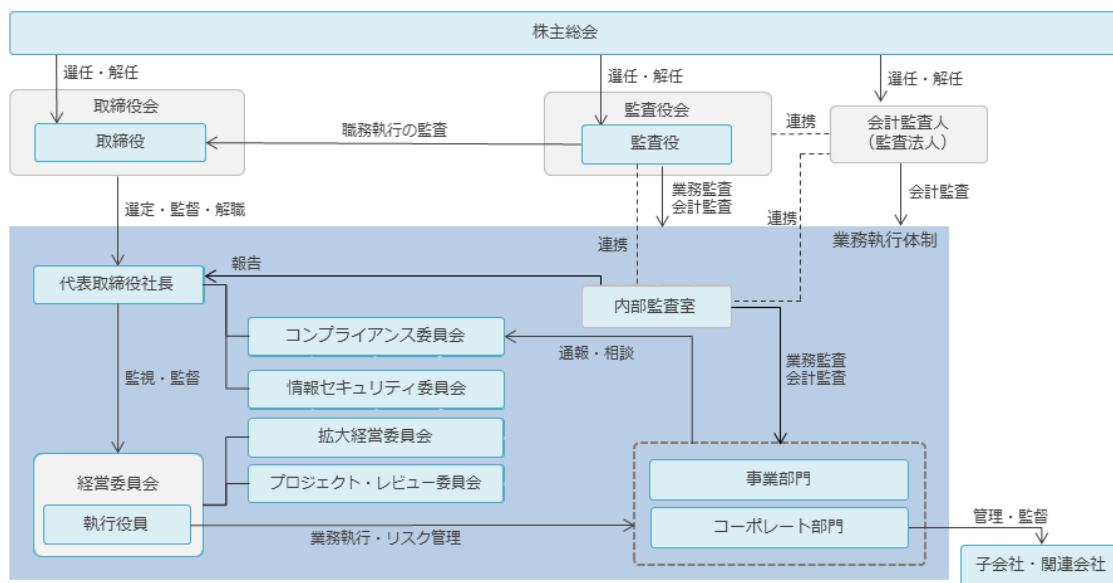 株主総会
選任・解任
選任・解任
選任・解任
取締役会
取締役
職務執行の監査
監査役会
監査役
連携
会計監査人
（監査法人）
選定・監督・解職
業務監査
会計監査
連携
連携
会計監査
業務執行体制
代表取締役社長
報告
内部監査室
コンプライアンス委員会
通報・相談
業務監査
会計監査
監視・監督
情報セキュリティ委員会
拡大経営委員会
プロジェクト・レビュー委員会
経営委員会
執行役員
業務執行・リスク管理
事業部門
コーポレート部門
管理・監督
子会社・関連会社